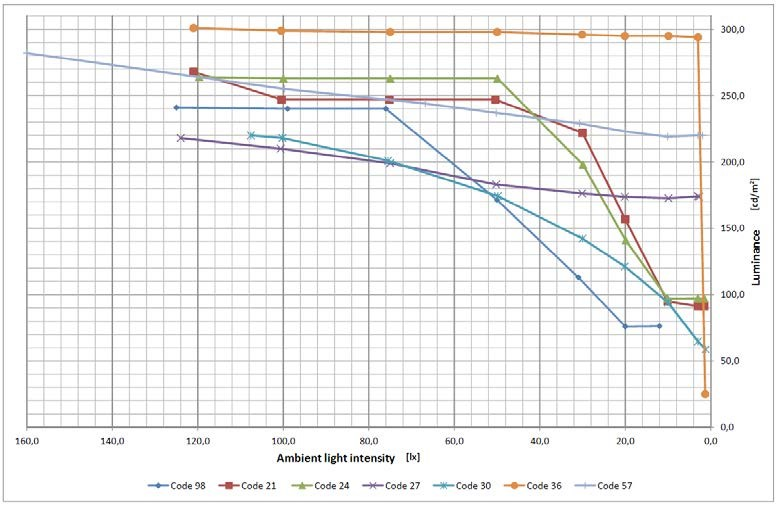 300,0
250,0
200,0
150,0
100,0
50,0
0,0
Luminance [cd/m²]
160,0 140,0 120,0 100,0 80,0 60,0 40,0 20,0 0,0
Ambient light intensity [lx]
Code 98 Code 21 Code 24 Code 27 Code 30 Code 36 Code 57